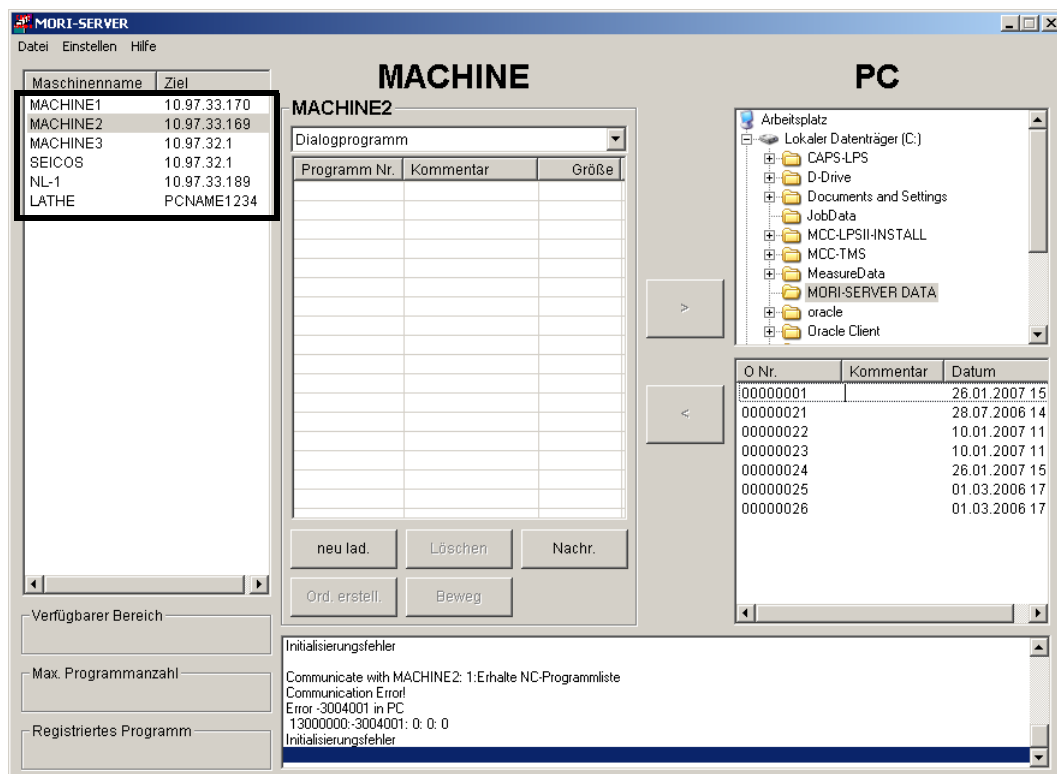 MORI-SERVER
Datei Einstellen Hilfe
MACHINE
PC
Maschinenname Ziel
MACHINE1 10.97.33.170
MACHINE2 10.97.33.169
MACHINE3 10.97.32.1
SEICOS 10.97.32.1
NL-1 10.97.33.189
LATHE PCNAME1234
MACHINE2
Dialogprogramm
Programm Nr. Kommentar Größe
neu lad. Löschen Nachr.
Ord. erstell. Beweg
>
<
Arbeitsplatz
Lokaler Datenträger (C:)
CAPS-LPS
D-Drive
Documents and Settings
JobData
MCC-LPSII-INSTALL
MCC-TMS
MeasureData
MORI-SERVER DATA
oracle
Oracle Client
O Nr. Kommentar Datum
00000001 26.01.2007 15
00000021 28.07.2006 14
00000022 10.01.2007 11
00000023 10.01.2007 11
00000024 26.01.2007 15
00000025 01.03.2006 17
00000026 01.03.2006 17
Verfügbarer Bereich
Max. Programmanzahl
Registriertes Programm
Initialisierungsfehler
Communicate with MACHINE2: 1:Erhalte NC-Programmliste
Communication Error!
Error -3004001 in PC
13000000:-3004001: 0: 0: 0
Initialisierungsfehler